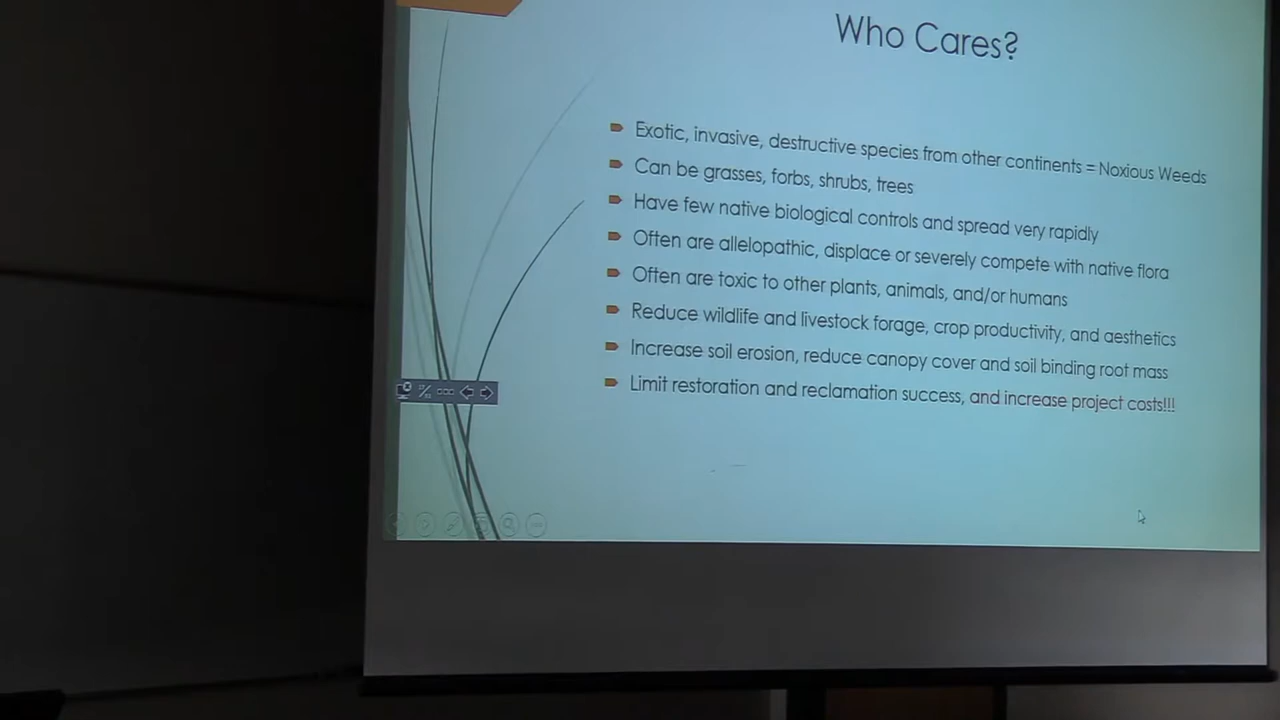 Who Cares?
Exotic, invasive, destructive species from other continents = Noxious Weeds
Can be grasses, forbs, shrubs, trees
Have few native biological controls and spread very rapidly
Often are allelopathic, displace or severely compete with native flora
Often are toxic to other plants, animals, and/or humans
Reduce wildlife and livestock forage, crop productivity, and aesthetics
Increase soil erosion, reduce canopy cover and soil binding root mass
Limit restoration and reclamation success, and increase project costs!!!